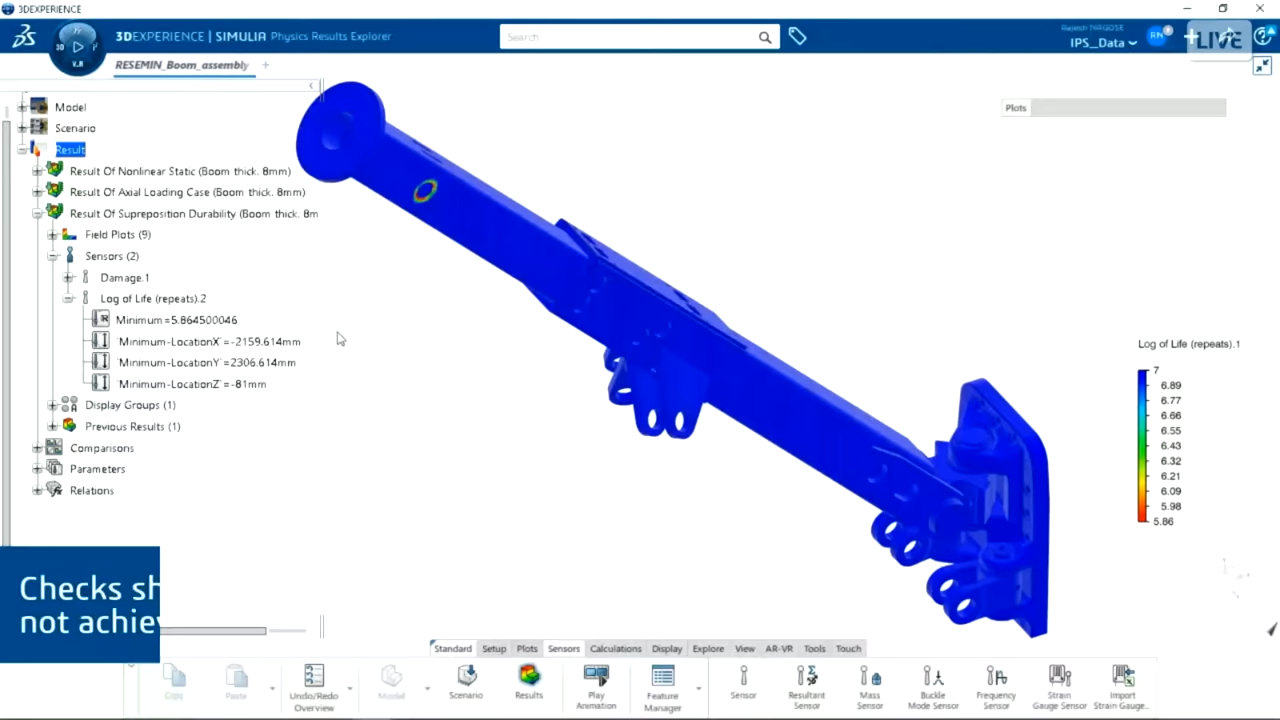 3DEXPERIENCE
3DEXPERIENCE | SIMULIA Physics Results Explorer
Search
Rajesh NAGOSE
IPS_Data
RN
LIVE
3D
V.R
RESEMIN_Boom_assembly
Plots
Model
Scenario
Result
Result Of Nonlinear Static (Boom thick. 8mm)
Result Of Axial Loading Case (Boom thick. 8mm)
Result Of Supreposition Durability (Boom thick. 8m
Field Plots (9)
Sensors (2)
Damage.1
Log of Life (repeats).2
Minimum=5.864500046
`Minimum-LocationX`=-2159.614mm
`Minimum-LocationY`=2306.614mm
`Minimum-LocationZ`=-81mm
Display Groups (1)
Previous Results (1)
Comparisons
Parameters
Relations
Log of Life (repeats).1
7
6.89
6.77
6.66
6.55
6.43
6.32
6.21
6.09
5.98
5.86
Checks sh
not achie
Standard Setup Plots Sensors Calculations Display Explore View AR-VR Tools Touch
Copy
Paste
Undo/Redo Overview
Model
Scenario
Results
Play Animation
Feature Manager
Sensor
Resultant Sensor
Mass Sensor
Buckle Mode Sensor
Frequency Sensor
Strain Gauge Sensor
Import Strain Gauge...